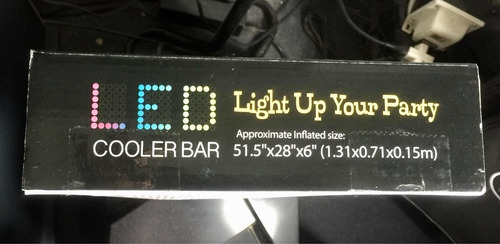 LED
COOLER BAR
Light Up Your Party
Approximate Inflated size:
51.5"x28"x6" (1.31x0.71x0.15m)